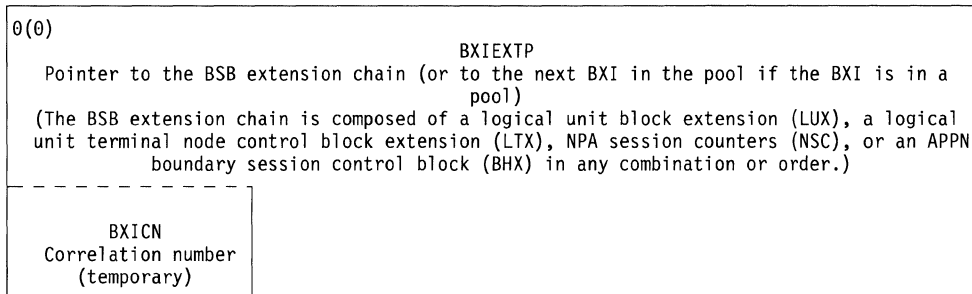 0(0)
BXIEXTP
Pointer to the BSB extension chain (or to the next BXI in the pool if the BXI is in a
pool)
(The BSB extension chain is composed of a logical unit block extension (LUX), a logical
unit terminal node control block extension (LTX), NPA session counters (NSC), or an APPN
boundary session control block (BHX) in any combination or order.)
BXICN
Correlation number
(temporary)